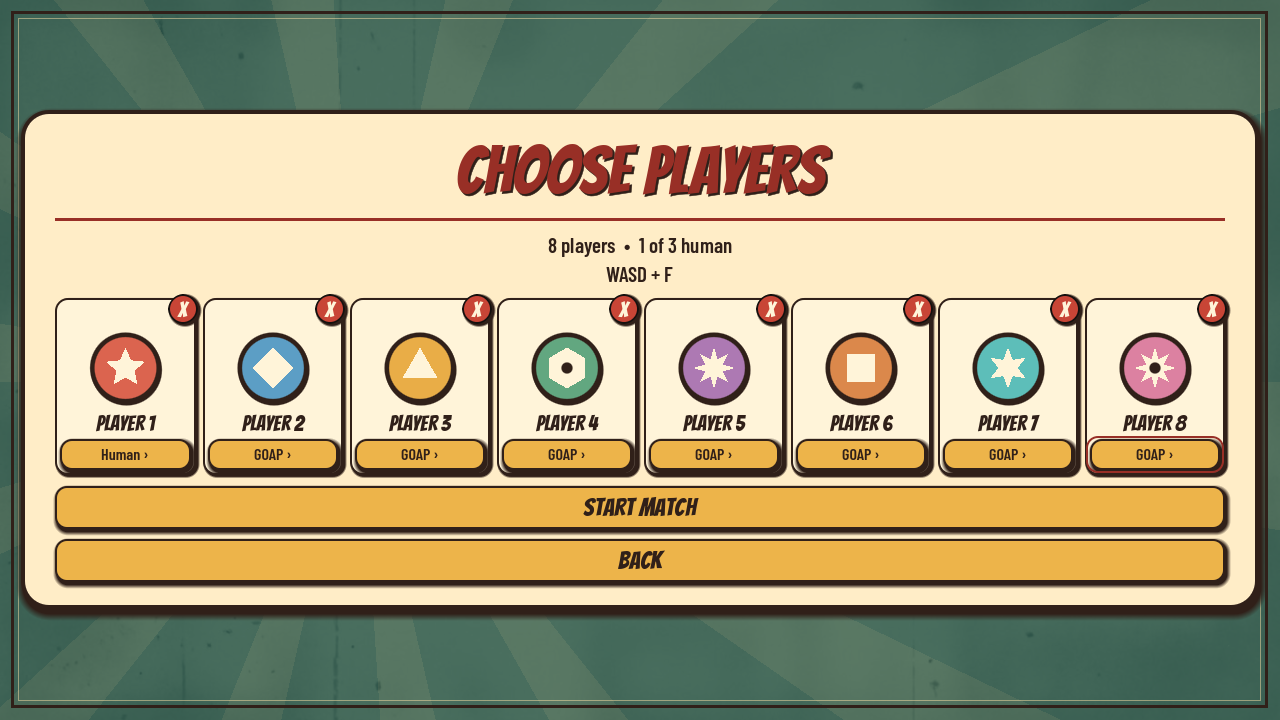 CHOOSE PLAYERS
8 players • 1 of 3 human
WASD + F
X X X X X X X X
PLAYER 1 PLAYER 2 PLAYER 3 PLAYER 4 PLAYER 5 PLAYER 6 PLAYER 7 PLAYER 8
Human › GOAP › GOAP › GOAP › GOAP › GOAP › GOAP › GOAP ›
START MATCH
BACK